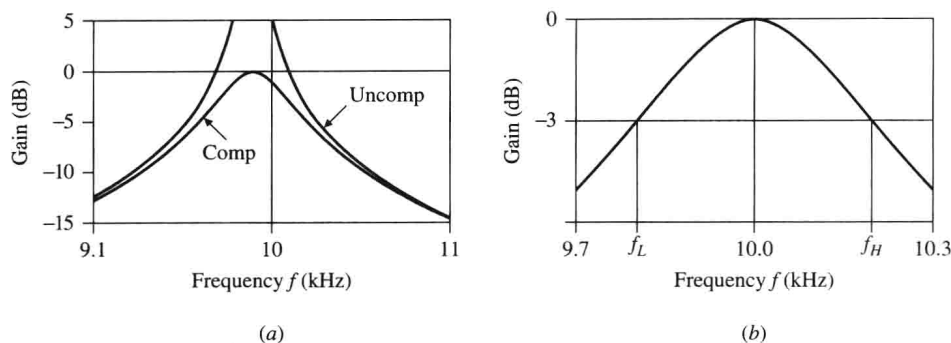 5
0
−5
−10
−15
Gain (dB)
Uncomp
Comp
9.1
10
11
Frequency f (kHz)
(a)
0
−3
Gain (dB)
9.7
f_L
10.0
f_H
10.3
Frequency f (kHz)
(b)